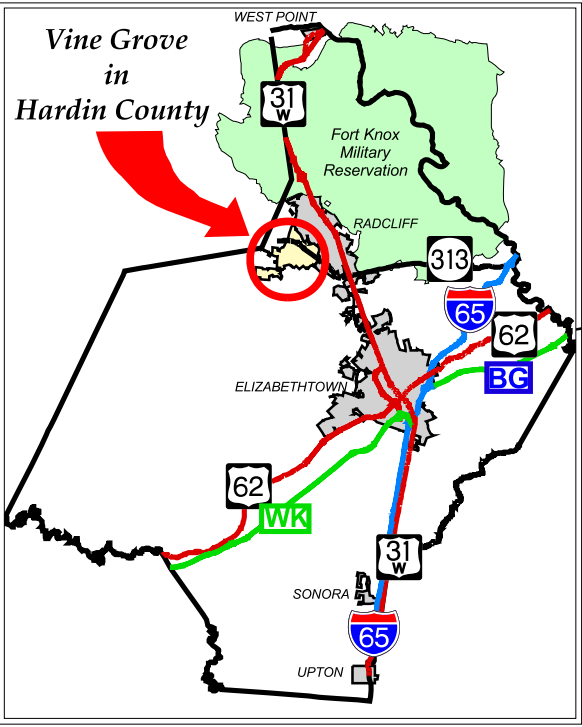 WEST POINT
Vine Grove
in
Hardin County
31
W
Fort Knox
Military
Reservation
RADCLIFF
313
65
62
BG
ELIZABETHTOWN
62
WK
31
W
SONORA
65
UPTON